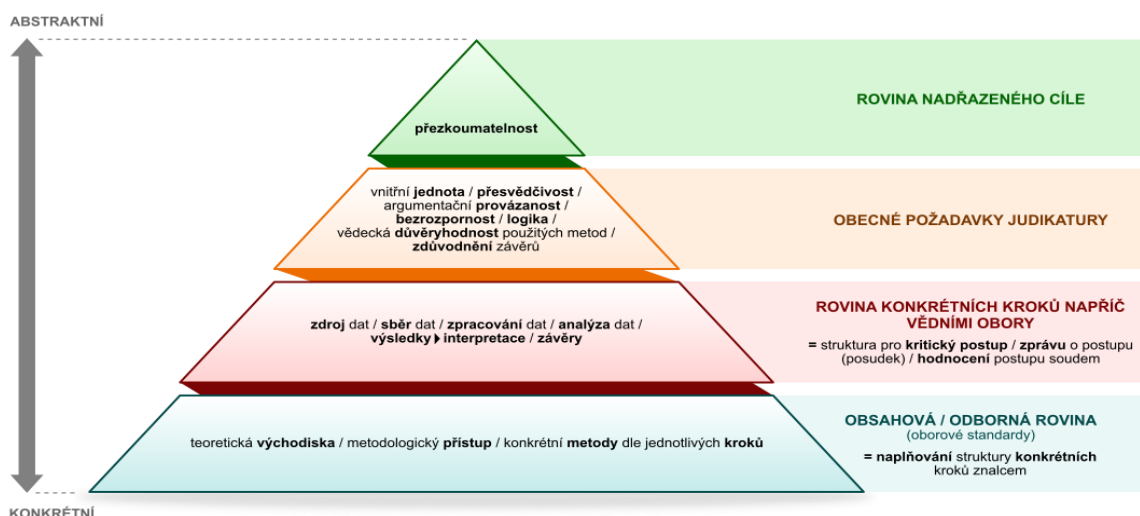 ABSTRAKTNÍ
přezkoumatelnost
ROVINA NADŘAZENÉHO CÍLE
vnitřní jednota / přesvědčivost /
argumentační provázanost /
bezrozpornost / logika /
vědecká důvěryhodnost použitých metod /
zdůvodnění závěrů
OBECNÉ POŽADAVKY JUDIKATURY
zdroj dat / sběr dat / zpracování dat / analýza dat /
výsledky ▸ interpretace / závěry
ROVINA KONKRÉTNÍCH KROKŮ NAPŘÍČ
VĚDNÍMI OBORY
= struktura pro kritický postup / zprávu o postupu
(posudek) / hodnocení postupu soudem
teoretická východiska / metodologický přístup / konkrétní metody dle jednotlivých kroků
OBSAHOVÁ / ODBORNÁ ROVINA
(oborové standardy)
= naplňování struktury konkrétních
kroků znalcem
KONKRÉTNÍ